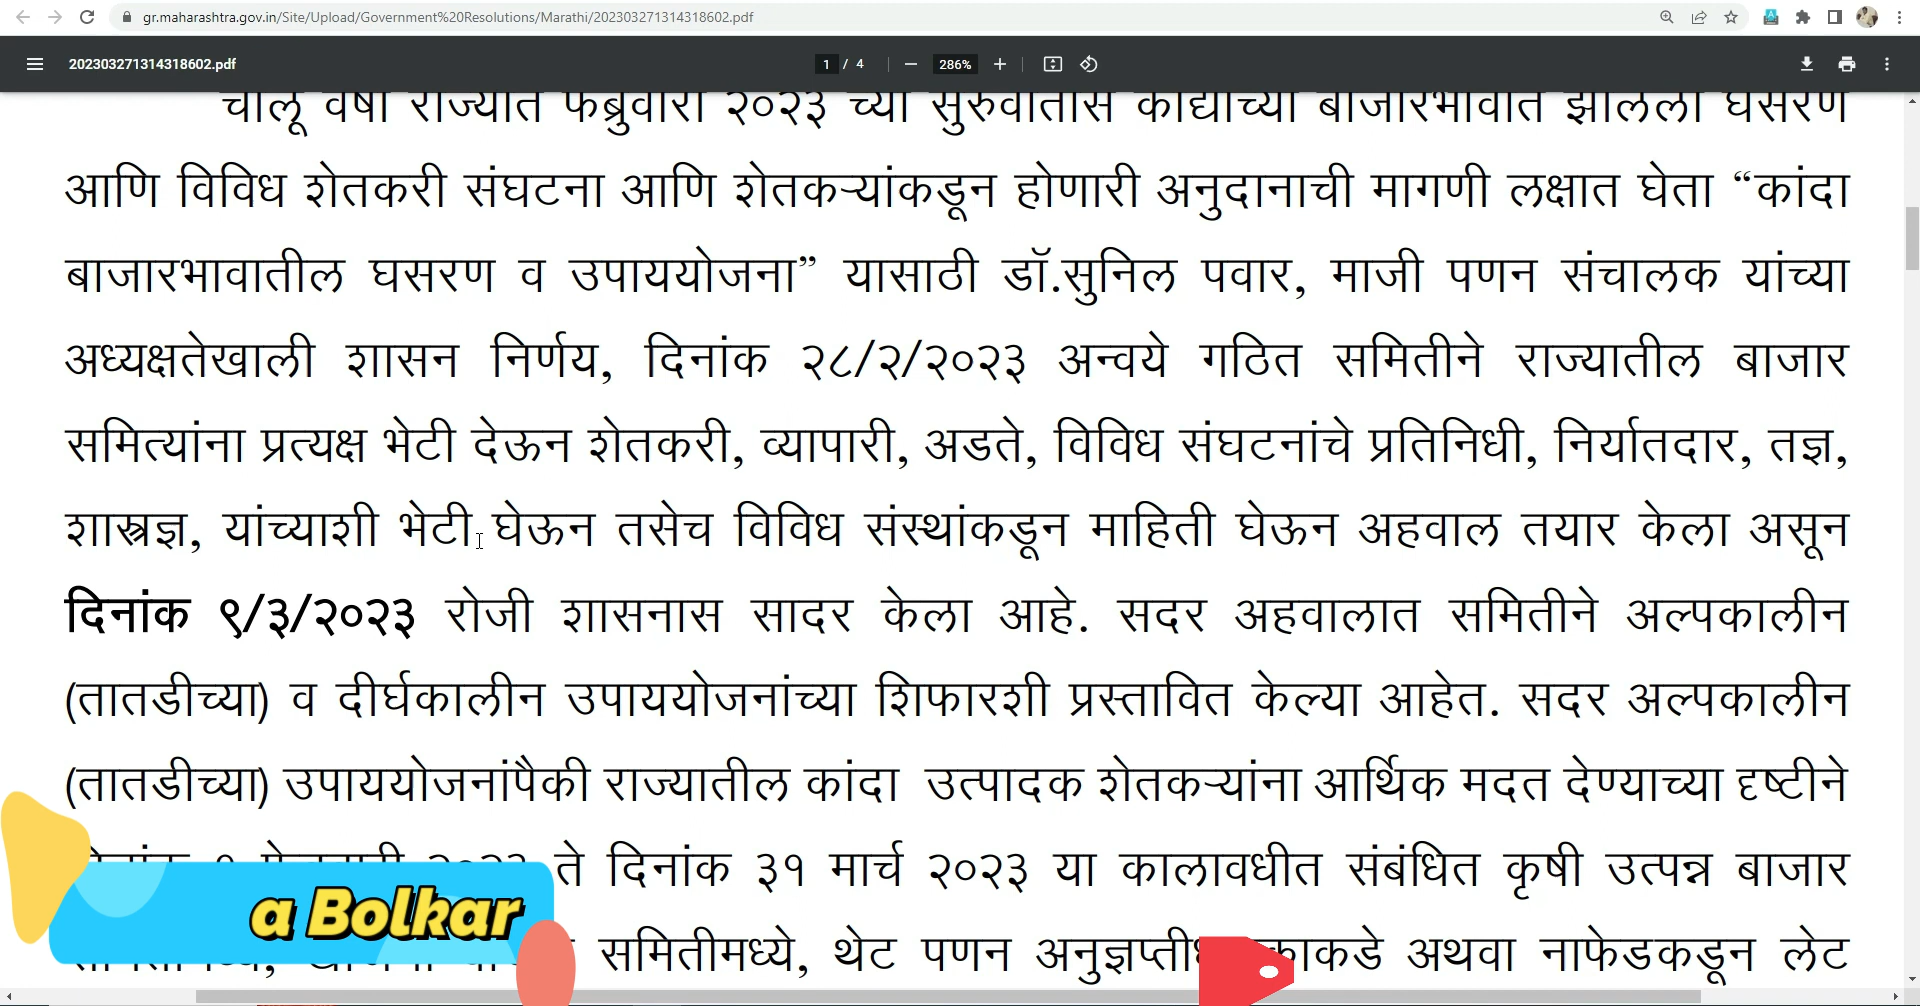 gr.maharashtra.gov.in/Site/Upload/Government%20Resolutions/Marathi/202303271314318602.pdf
202303271314318602.pdf
1 / 4
286%
चालू वर्षी राज्यात फेब्रुवारी २०२३ च्या सुरुवातीस कांद्याच्या बाजारभावात झालेली घसरण
आणि विविध शेतकरी संघटना आणि शेतकऱ्यांकडून होणारी अनुदानाची मागणी लक्षात घेता “कांदा
बाजारभावातील घसरण व उपाययोजना” यासाठी डॉ.सुनिल पवार, माजी पणन संचालक यांच्या
अध्यक्षतेखाली शासन निर्णय, दिनांक २८/२/२०२३ अन्वये गठित समितीने राज्यातील बाजार
समित्यांना प्रत्यक्ष भेटी देऊन शेतकरी, व्यापारी, अडते, विविध संघटनांचे प्रतिनिधी, निर्यातदार, तज्ञ,
शास्त्रज्ञ, यांच्याशी भेटी घेऊन तसेच विविध संस्थांकडून माहिती घेऊन अहवाल तयार केला असून
दिनांक ९/३/२०२३ रोजी शासनास सादर केला आहे. सदर अहवालात समितीने अल्पकालीन
(तातडीच्या) व दीर्घकालीन उपाययोजनांच्या शिफारशी प्रस्तावित केल्या आहेत. सदर अल्पकालीन
(तातडीच्या) उपाययोजनांपैकी राज्यातील कांदा उत्पादक शेतकऱ्यांना आर्थिक मदत देण्याच्या दृष्टीने
ते दिनांक ३१ मार्च २०२३ या कालावधीत संबंधित कृषी उत्पन्न बाजार
a Bolkar
समितीमध्ये, थेट पणन अथवा नाफेडकडून लेट